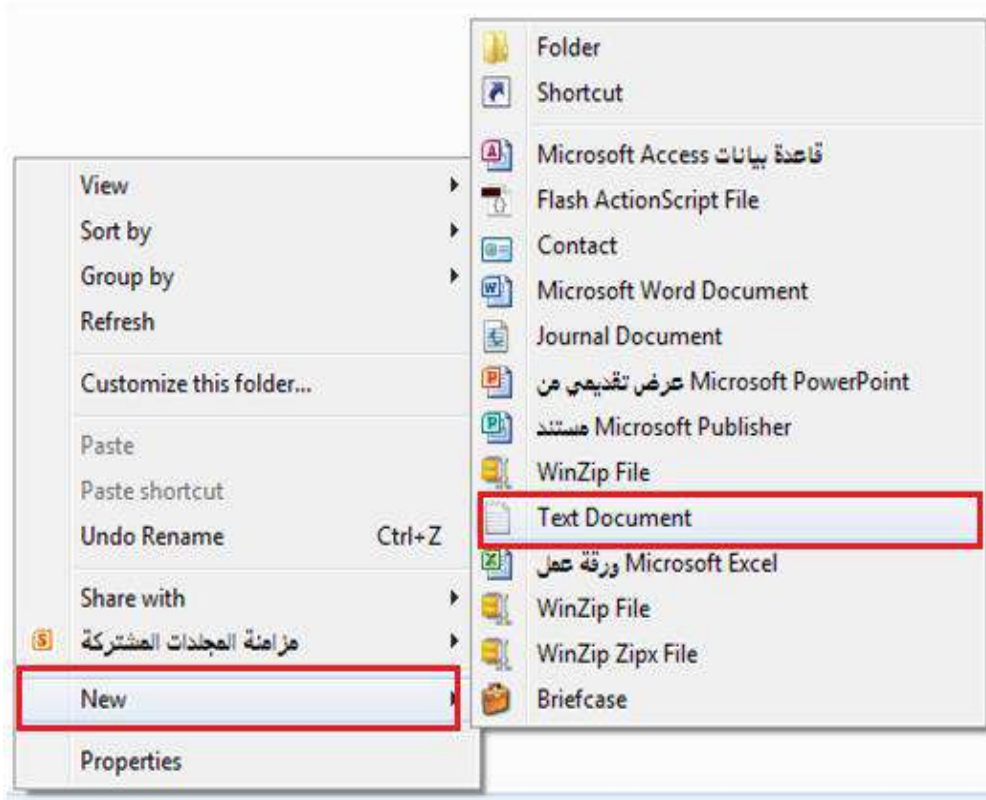 View
Sort by
Group by
Refresh
Customize this folder...
Paste
Paste shortcut
Undo Rename Ctrl+Z
Share with
مزامنة المجلدات المشتركة
New
Properties
Folder
Shortcut
قاعدة بيانات Microsoft Access
Flash ActionScript File
Contact
Microsoft Word Document
Journal Document
عرض تقديمي من Microsoft PowerPoint
مستند Microsoft Publisher
WinZip File
Text Document
ورقة عمل Microsoft Excel
WinZip File
WinZip Zipx File
Briefcase